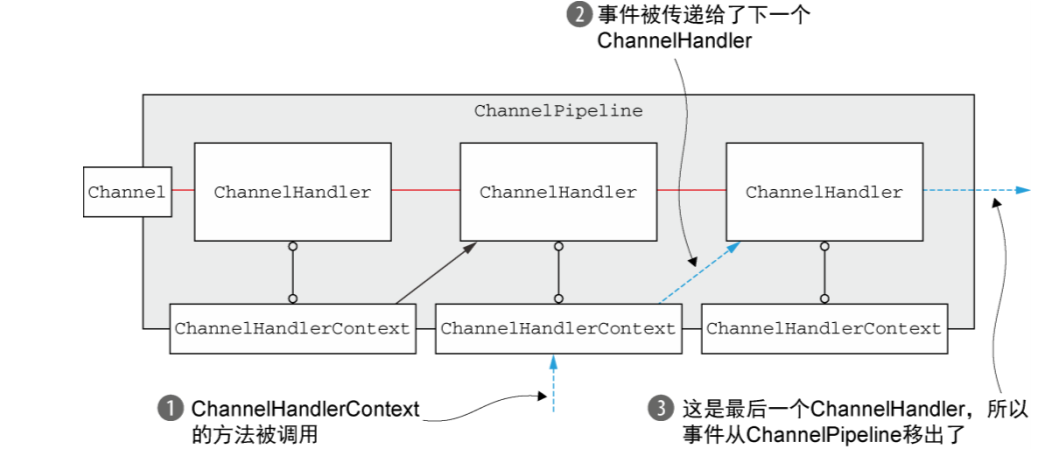 ❷ 事件被传递给了下一个
ChannelHandler
ChannelPipeline
Channel
ChannelHandler
ChannelHandler
ChannelHandler
ChannelHandlerContext
ChannelHandlerContext
ChannelHandlerContext
❶ ChannelHandlerContext
的方法被调用
❸ 这是最后一个ChannelHandler，所以
事件从ChannelPipeline移出了